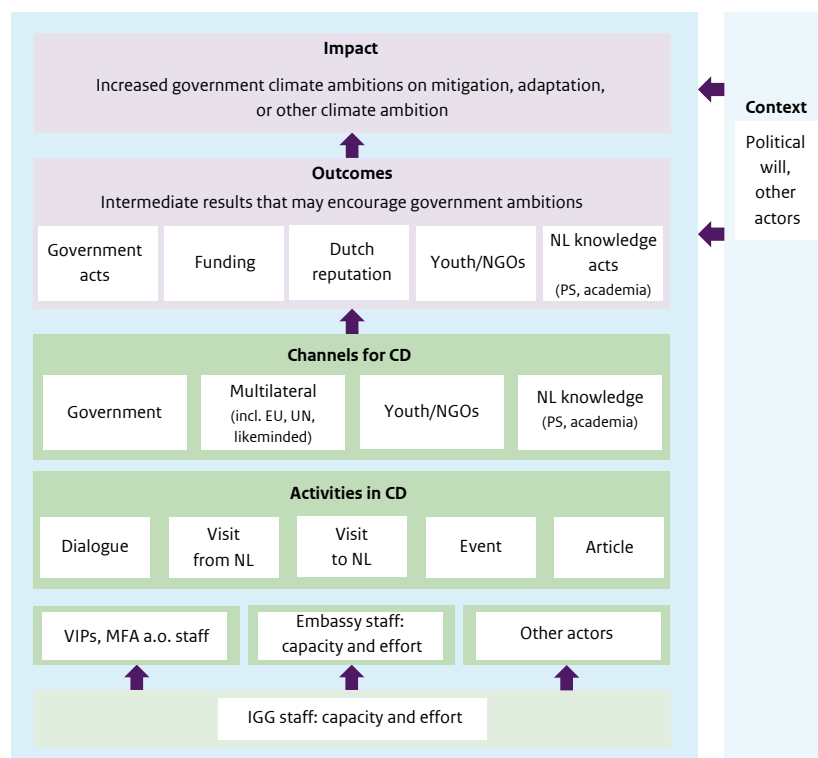 Impact
Increased government climate ambitions on mitigation, adaptation,
or other climate ambition
Outcomes
Intermediate results that may encourage government ambitions
Government
acts
Funding
Dutch
reputation
Youth/NGOs
NL knowledge
acts
(PS, academia)
Channels for CD
Government
Multilateral
(incl. EU, UN,
likeminded)
Youth/NGOs
NL knowledge
(PS, academia)
Activities in CD
Dialogue
Visit
from NL
Visit
to NL
Event
Article
VIPs, MFA a.o. staff
Embassy staff:
capacity and effort
Other actors
IGG staff: capacity and effort
Context
Political
will,
other
actors